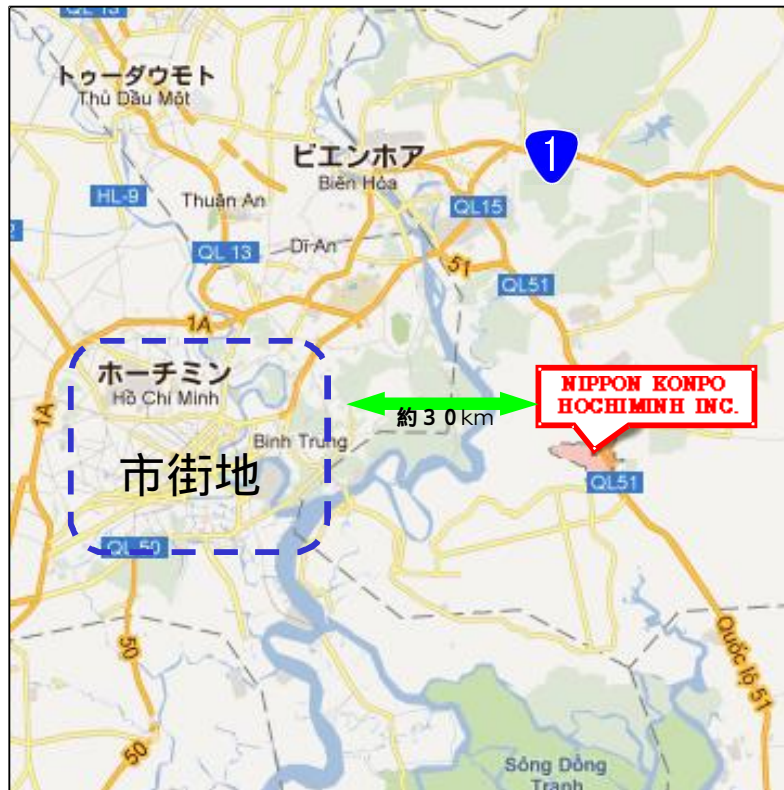 QL 13
トゥーダウモト
Thủ Dầu Một
ビエンホア
Biên Hòa
1
HL-9
Thuận An
QL15
Dĩ An
QL 13
51
QL51
1A
ホーチミン
Hồ Chí Minh
1A
約３０km
NIPPON KONPO
HOCHIMINH INC.
Bình Trưng
市街地
QL51
QL 50
50
Quốc lộ 51
50
Sông Đồng
Tranh